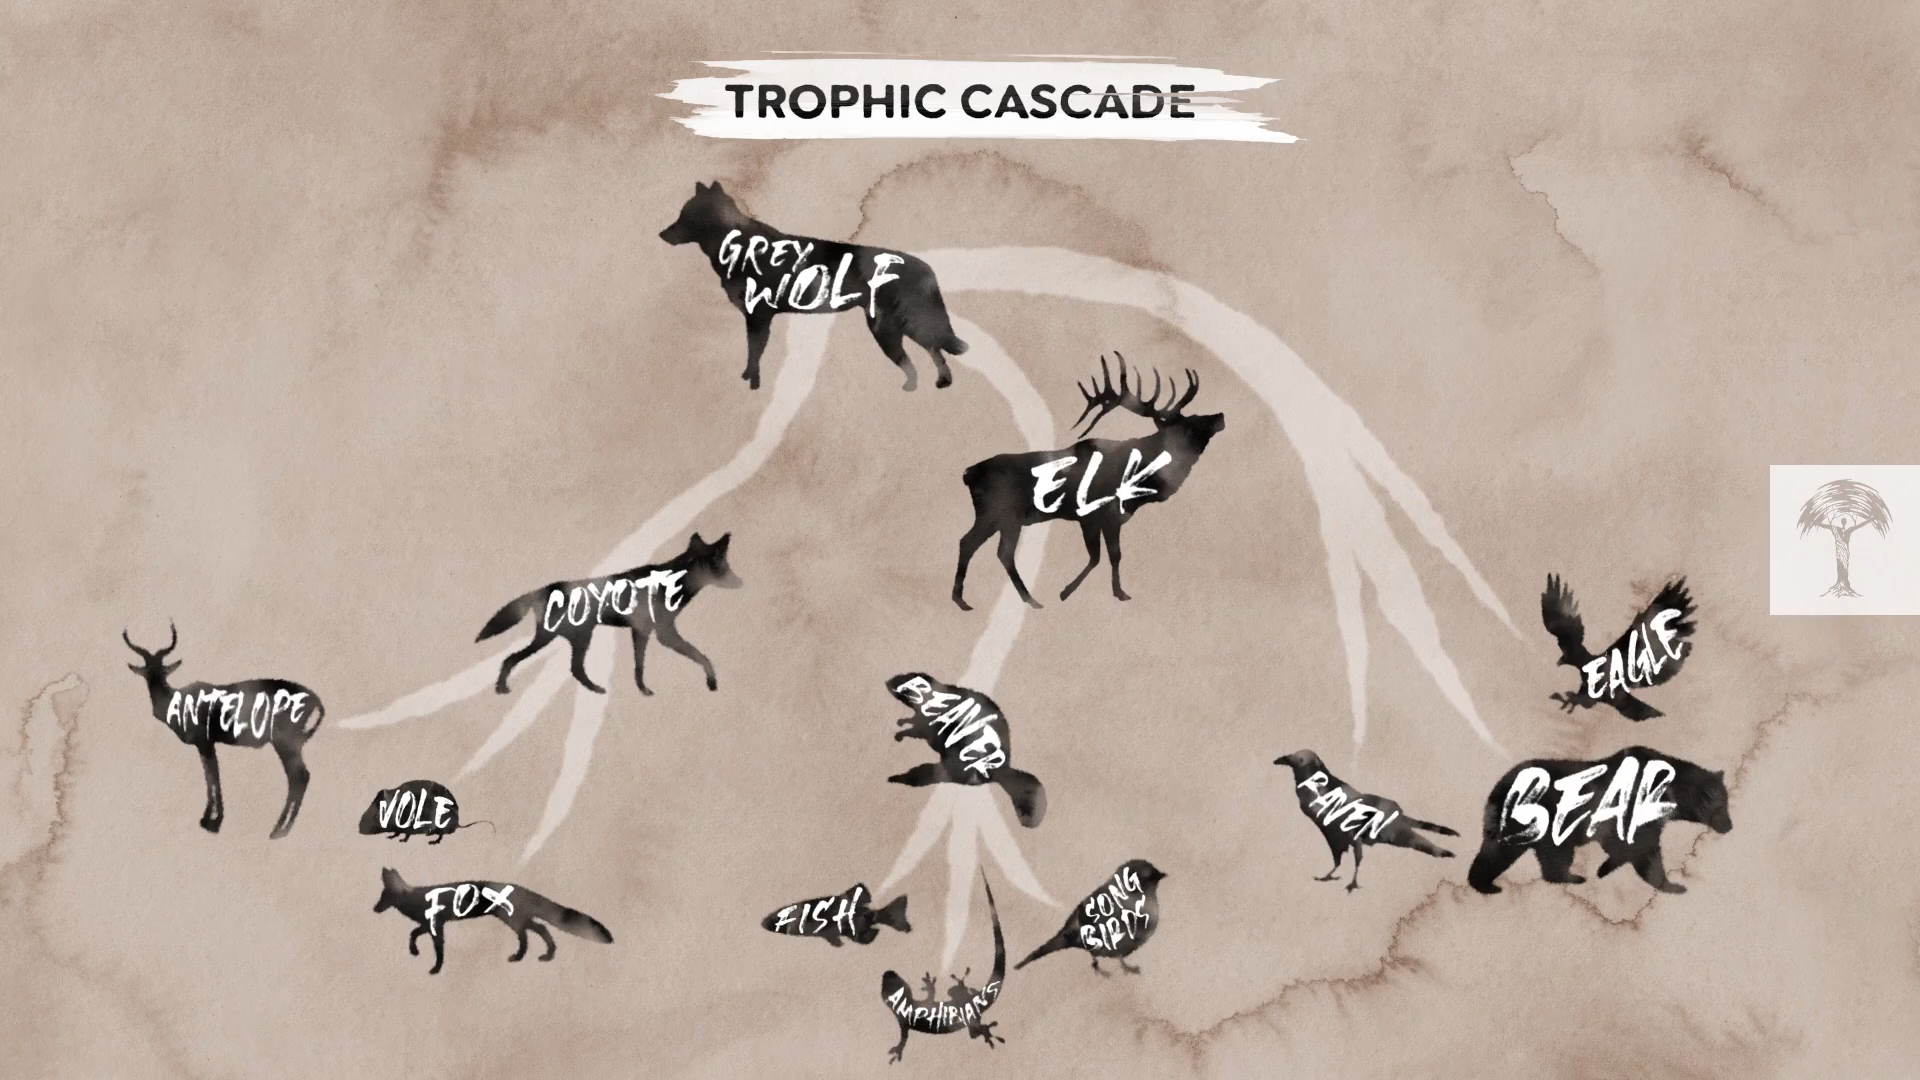 TROPHIC CASCADE
GREY
WOLF
ELK
COYOTE
EAGLE
ANTELOPE
BEAVER
BEAR
RAVEN
VOLE
FOX
FISH
SONG
BIRDS
AMPHIBIANS